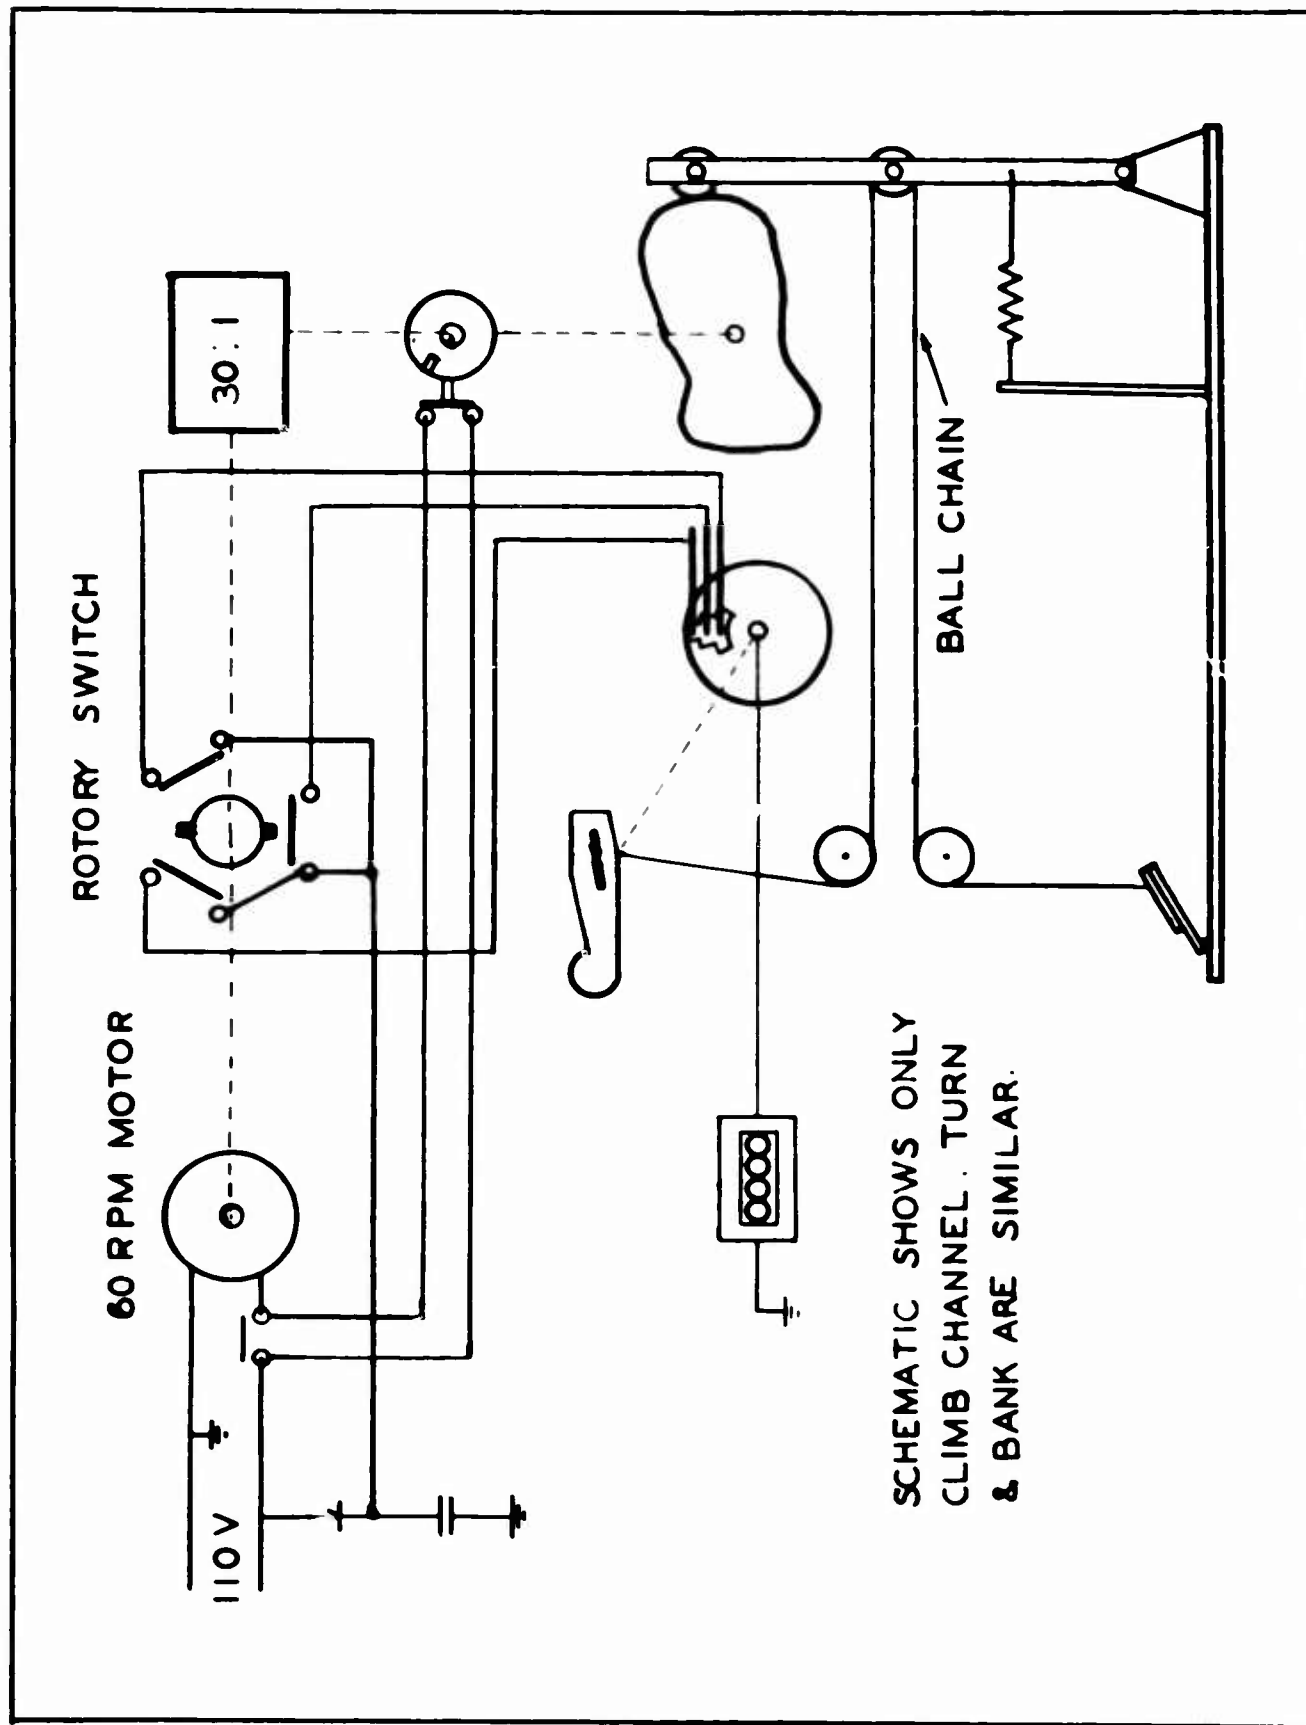 110V
60 RPM MOTOR
ROTORY SWITCH
30:1
BALL CHAIN
SCHEMATIC SHOWS ONLY
CLIMB CHANNEL. TURN
& BANK ARE SIMILAR.